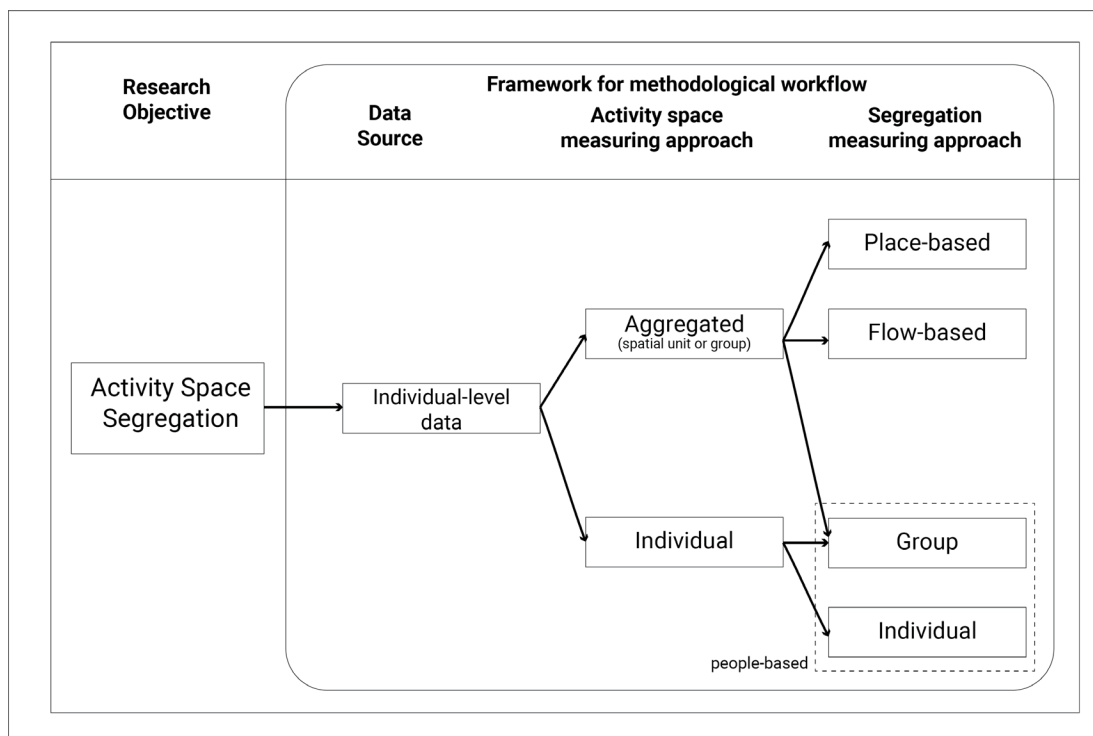 Research
Objective
Framework for methodological workflow
Data
Source
Activity space
measuring approach
Segregation
measuring approach
Activity Space
Segregation
Individual-level
data
Aggregated
(spatial unit or group)
Individual
Place-based
Flow-based
Group
Individual
people-based